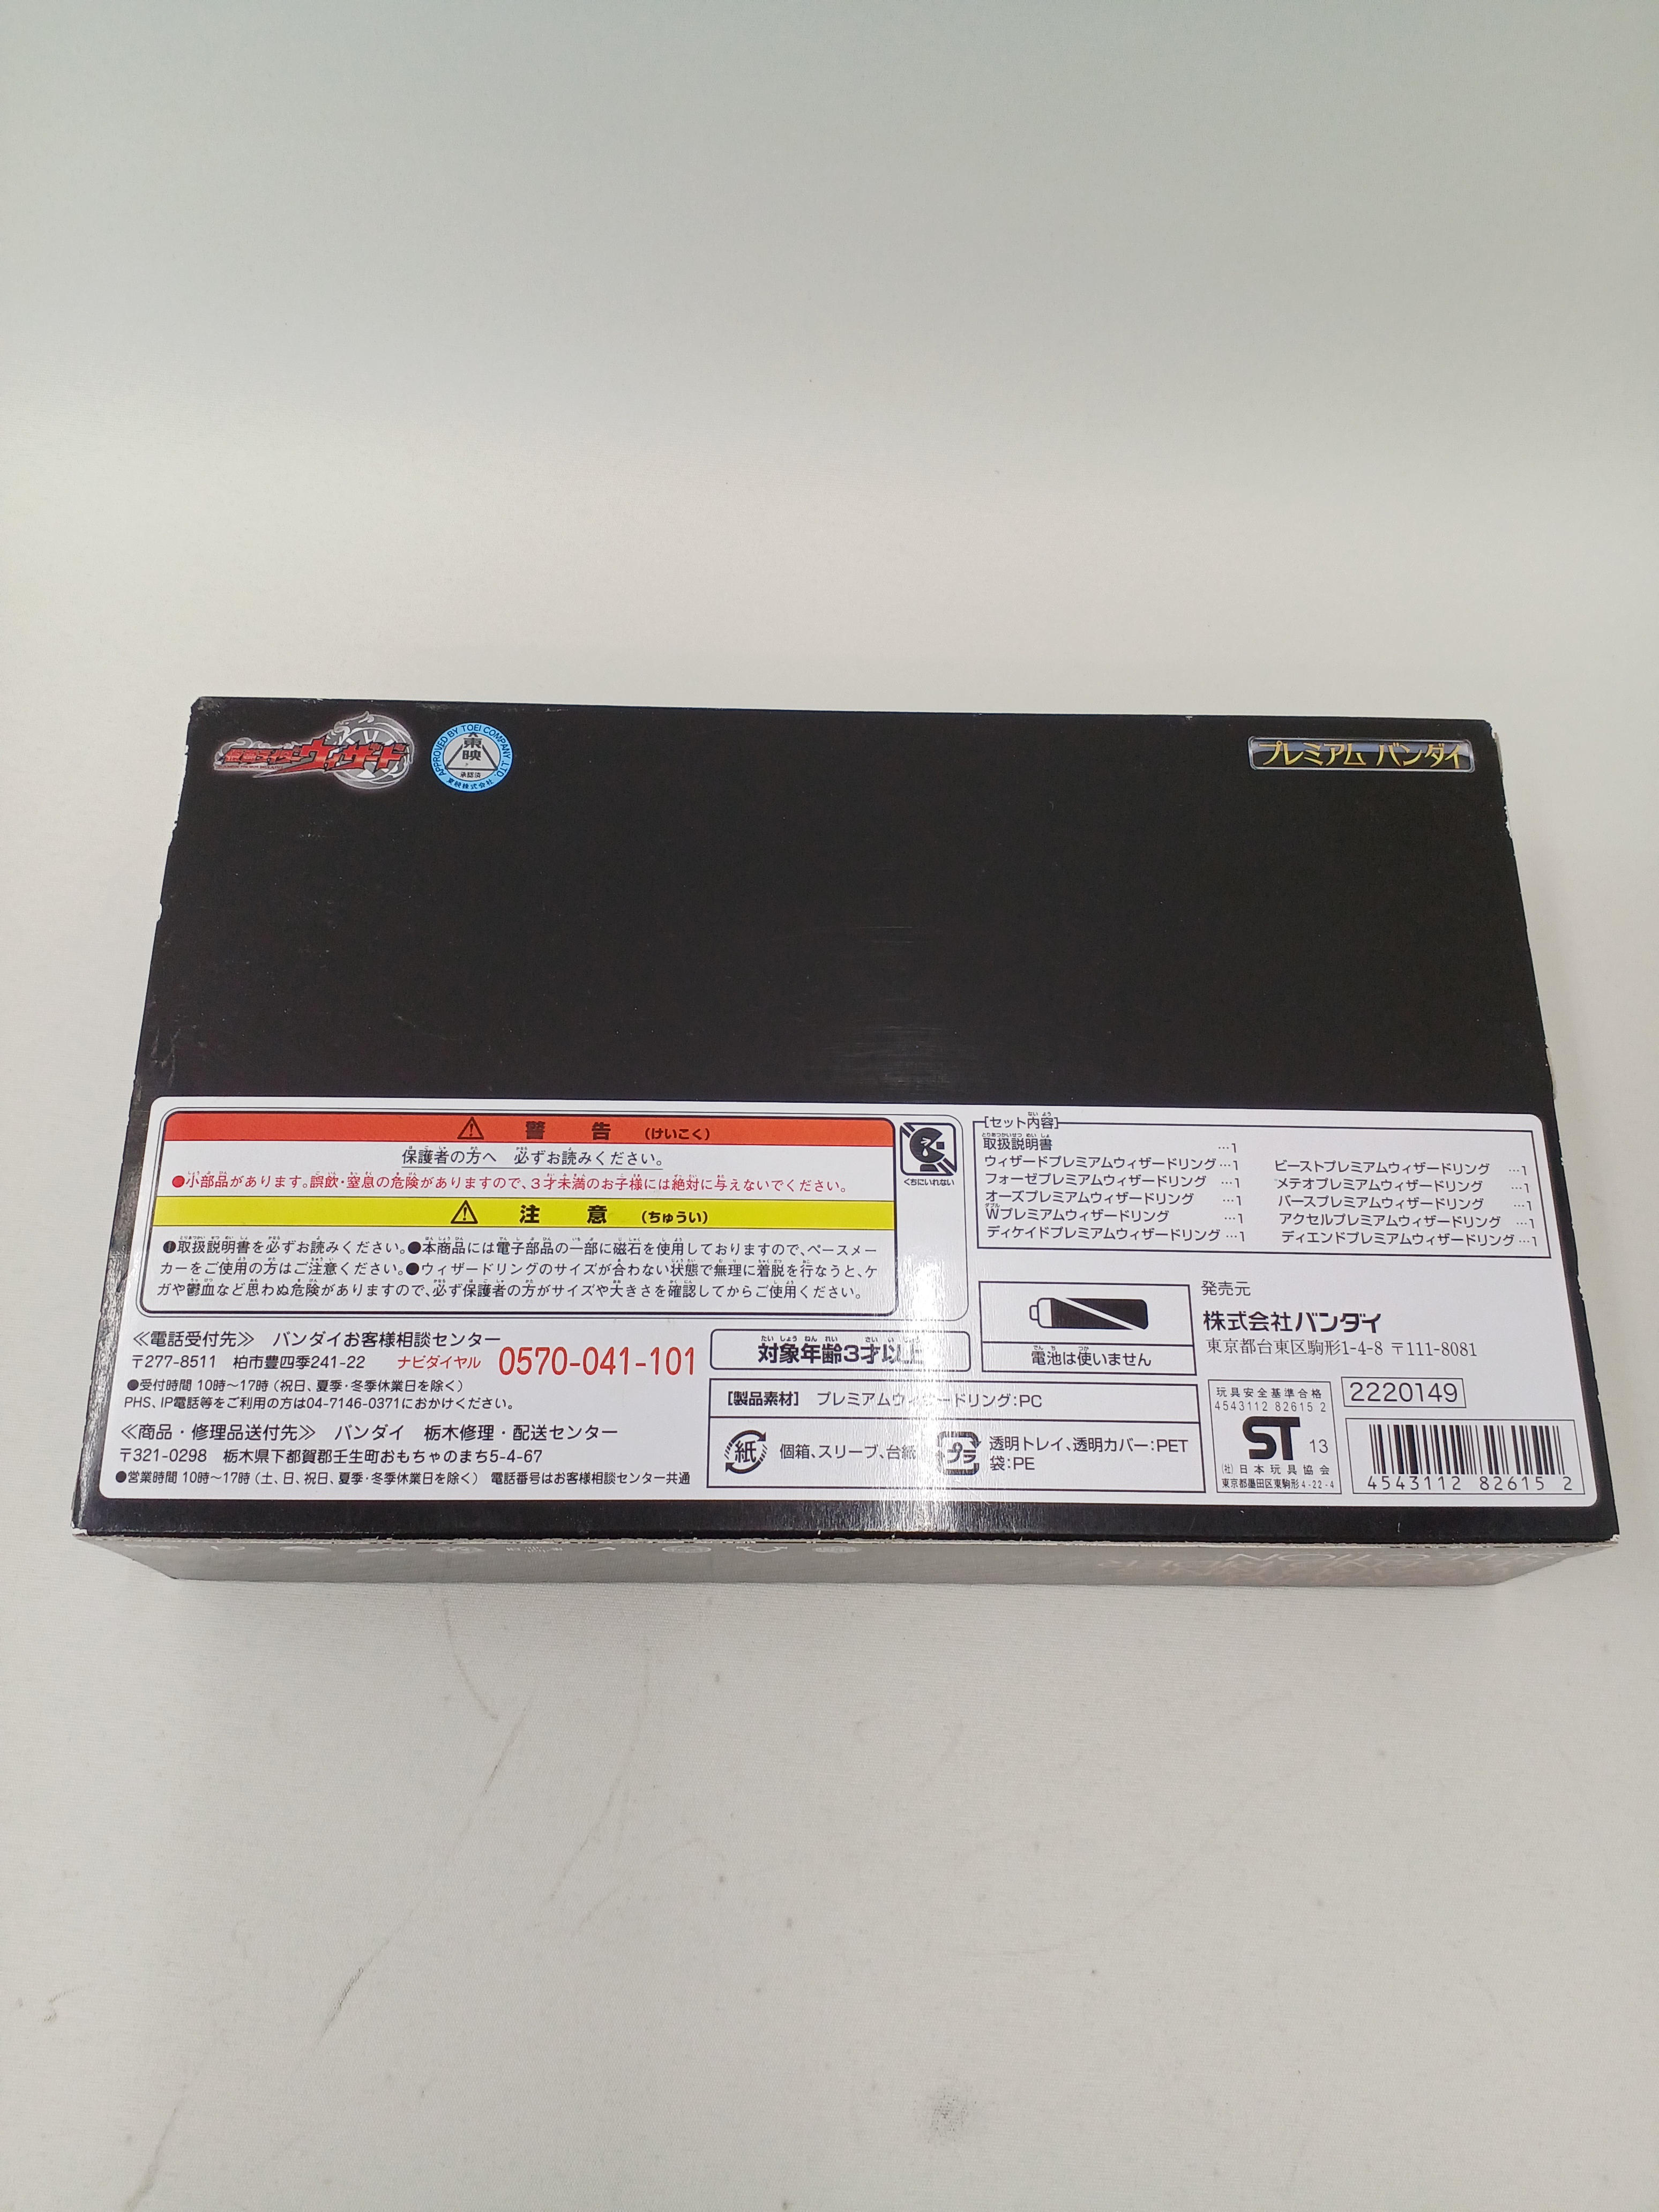 仮面ライダーウィザード
APPROVED BY TOEI COMPANY, LTD.
東映
承認済
東映株式会社
プレミアム バンダイ
警告 (けいこく)
保護者の方へ 必ずお読みください。
●小部品があります。誤飲・窒息の危険がありますので、3才未満のお子様には絶対に与えないでください。
注意 (ちゅうい)
●取扱説明書を必ずお読みください。●本商品には電子部品の一部に磁石を使用しておりますので、ペースメー
カーをご使用の方はご注意ください。●ウィザードリングのサイズが合わない状態で無理に着脱を行なうと、ケ
ガや鬱血など思わぬ危険がありますので、必ず保護者の方がサイズや大きさを確認してからご使用ください。
くちにいれない
[セット内容]
取扱説明書 …1
ウィザードプレミアムウィザードリング…1
フォーゼプレミアムウィザードリング …1
オーズプレミアムウィザードリング …1
Wプレミアムウィザードリング …1
ディケイドプレミアムウィザードリング…1
ビーストプレミアムウィザードリング …1
メテオプレミアムウィザードリング …1
バースプレミアムウィザードリング …1
アクセルプレミアムウィザードリング …1
ディエンドプレミアムウィザードリング…1
≪電話受付先≫ バンダイお客様相談センター
〒277-8511 柏市豊四季241-22 ナビダイヤル 0570-041-101
●受付時間 10時〜17時 (祝日、夏季・冬季休業日を除く)
PHS、IP電話等をご利用の方は04-7146-0371におかけください。
≪商品・修理品送付先≫ バンダイ 栃木修理・配送センター
〒321-0298 栃木県下都賀郡壬生町おもちゃのまち5-4-67
●営業時間 10時〜17時 (土、日、祝日、夏季・冬季休業日を除く) 電話番号はお客様相談センター共通
対象年齢3才以上
電池は使いません
[製品素材] プレミアムウィザードリング:PC
紙 個箱、スリーブ、台紙
プラ 透明トレイ、透明カバー:PET
袋:PE
発売元
株式会社バンダイ
東京都台東区駒形1-4-8 〒111-8081
玩具安全基準合格
4543112 82615 2
ST 13
(社)日本玩具協会
東京都墨田区東駒形4-22-4
2220149
4543112 82615 2